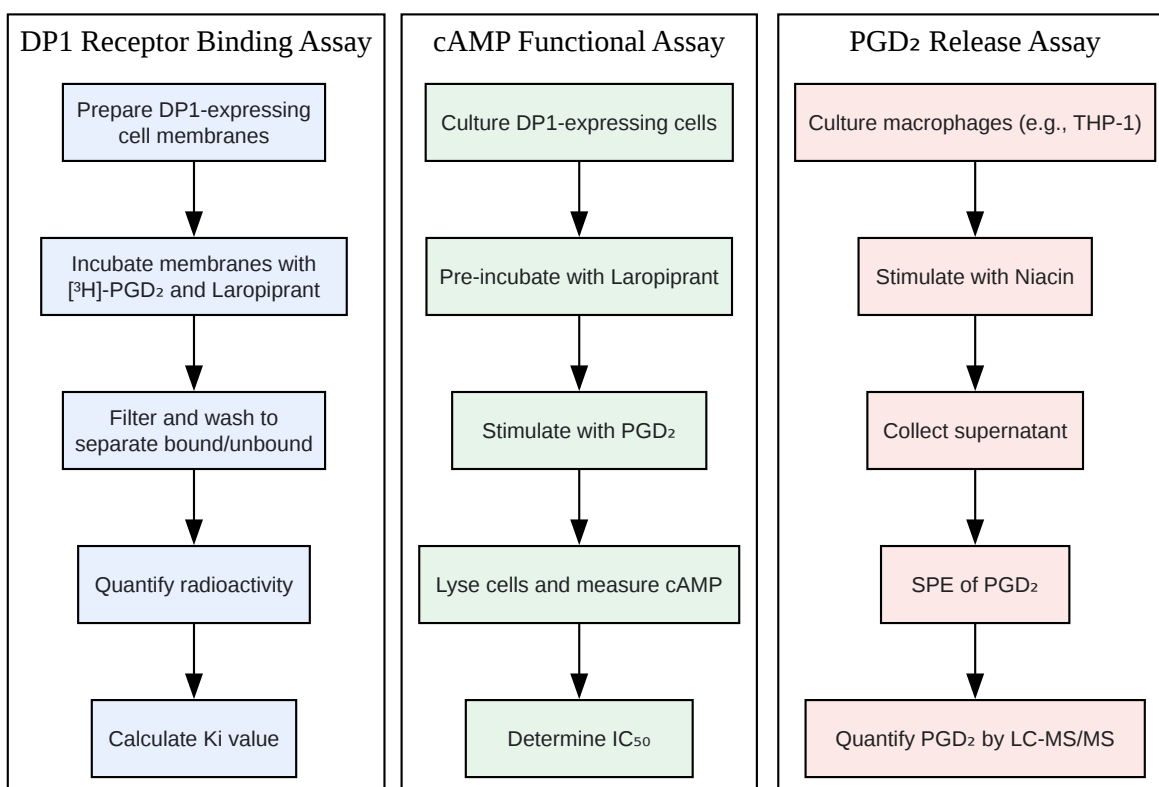 DP1 Receptor Binding Assay
Prepare DP1-expressing
cell membranes
Incubate membranes with
[³H]-PGD₂ and Laropiprant
Filter and wash to
separate bound/unbound
Quantify radioactivity
Calculate Ki value
cAMP Functional Assay
Culture DP1-expressing cells
Pre-incubate with Laropiprant
Stimulate with PGD₂
Lyse cells and measure cAMP
Determine IC₅₀
PGD₂ Release Assay
Culture macrophages (e.g., THP-1)
Stimulate with Niacin
Collect supernatant
SPE of PGD₂
Quantify PGD₂ by LC-MS/MS